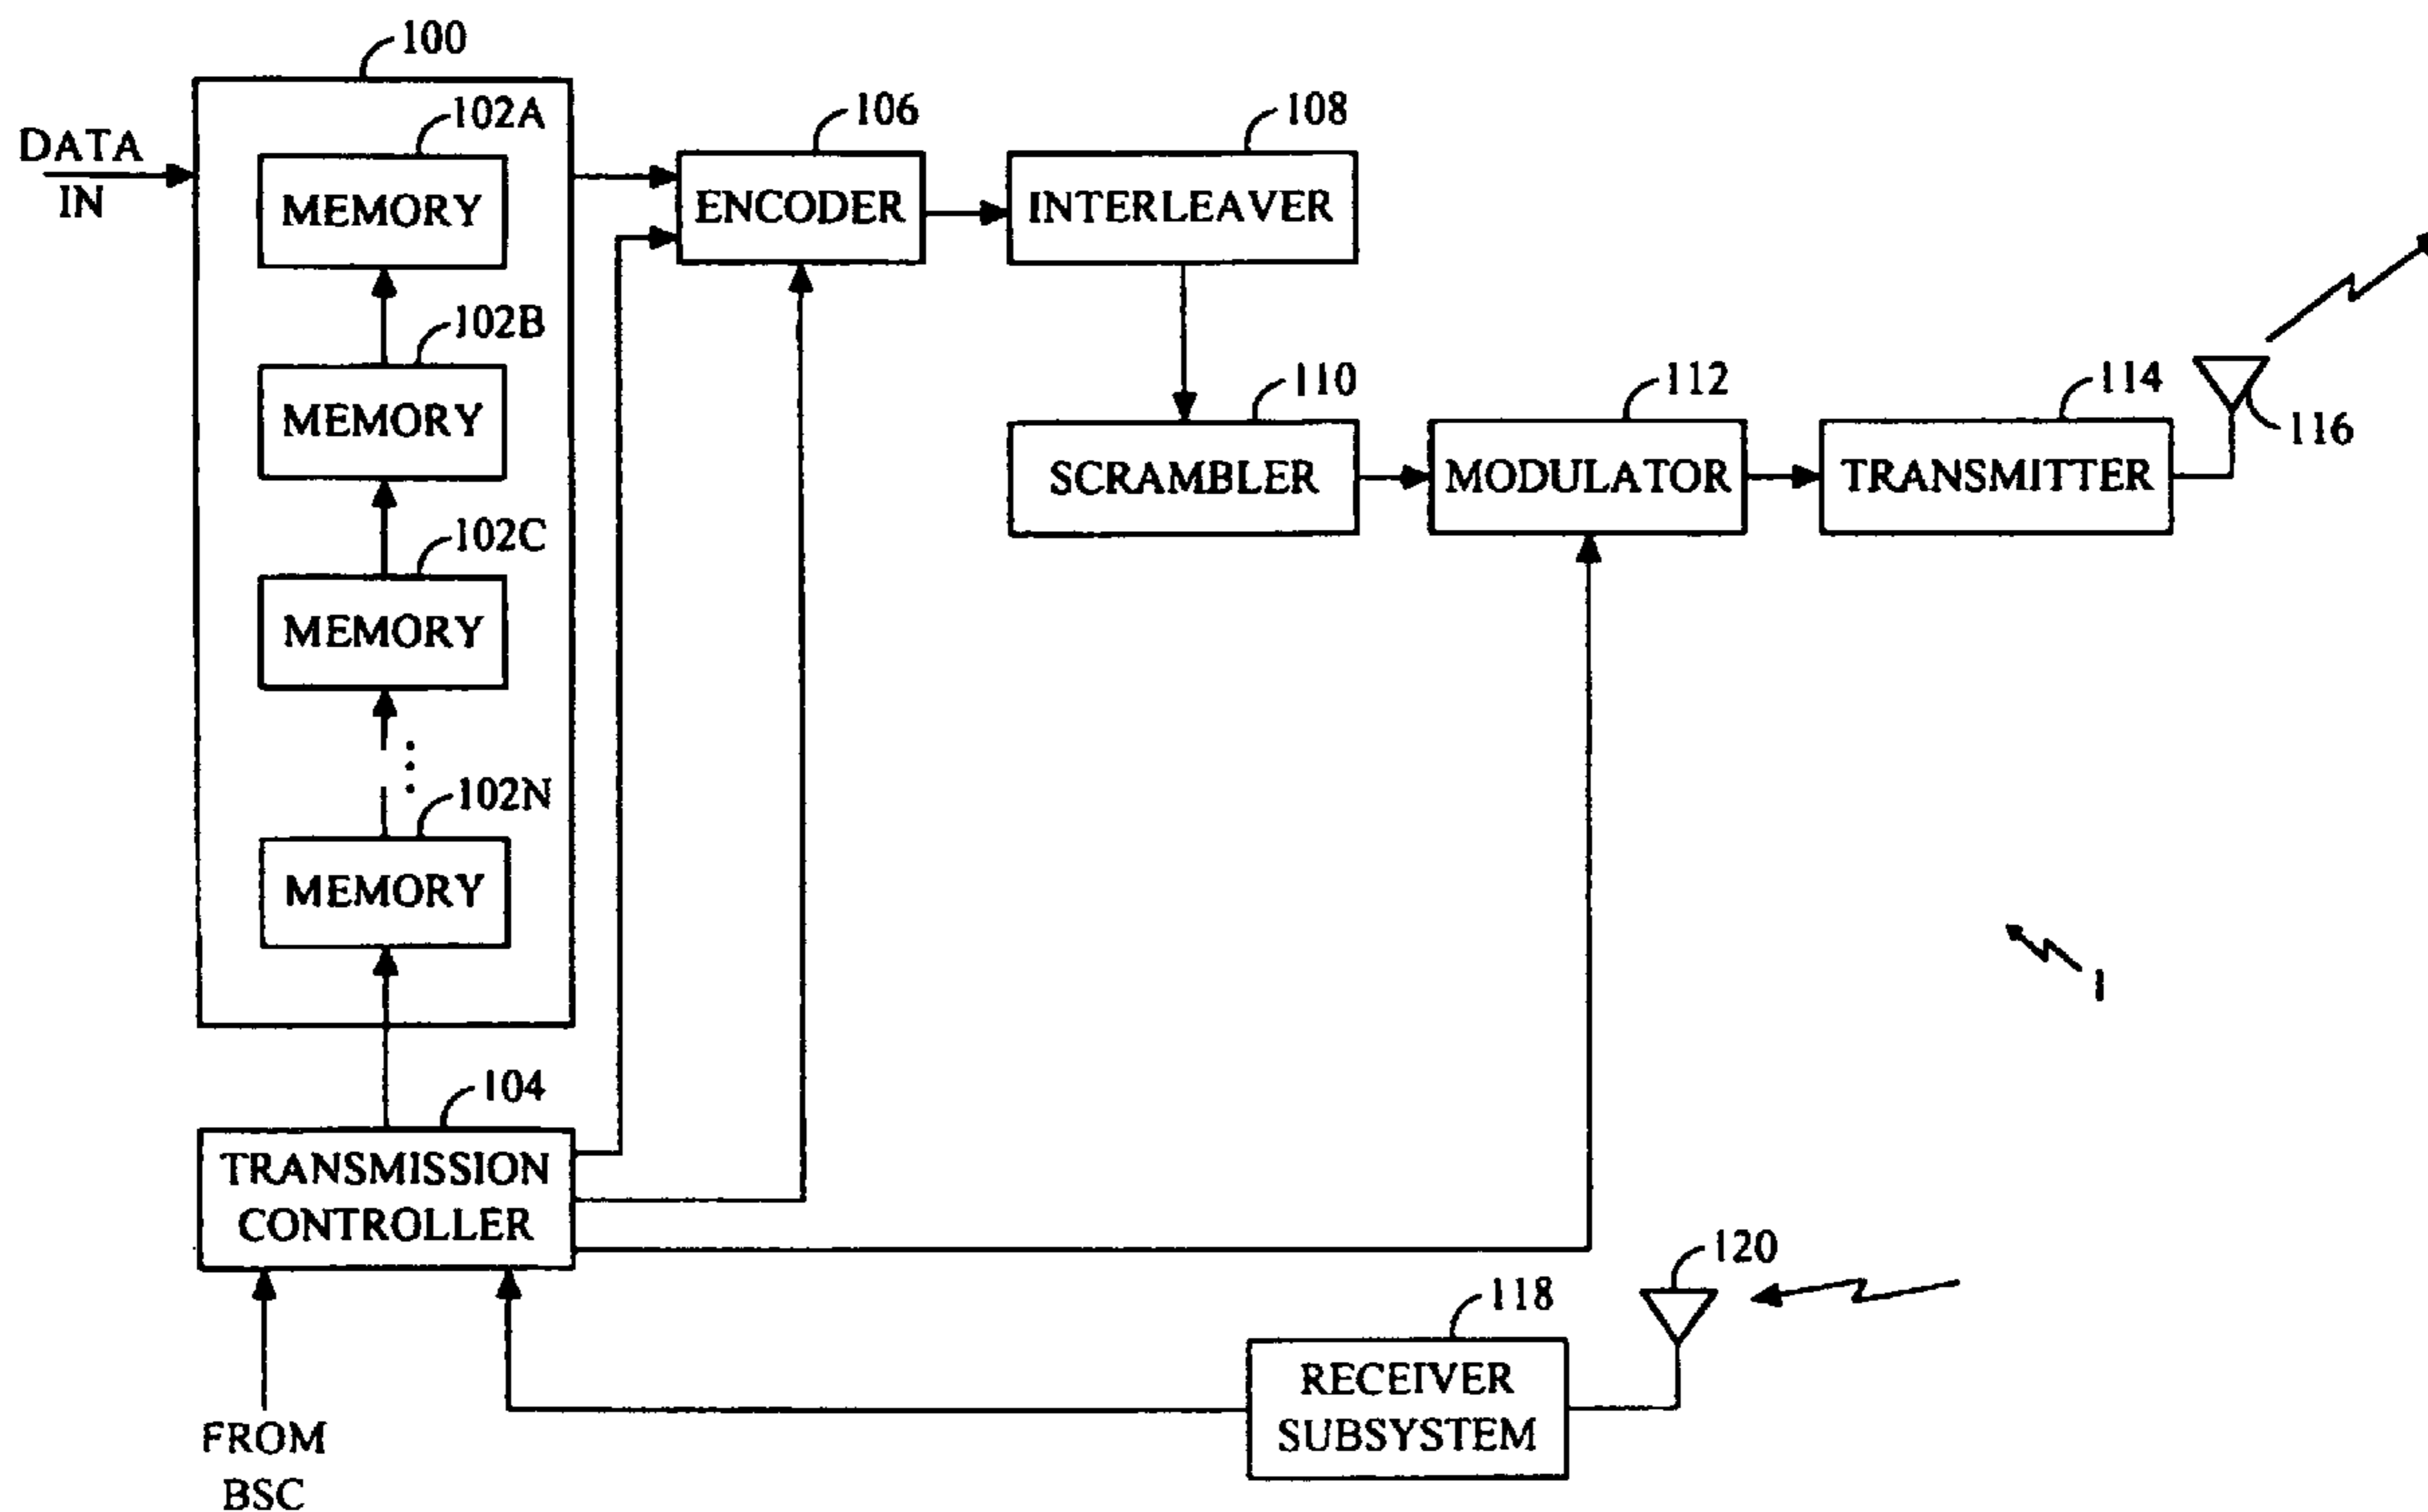 100
102A
106
108
DATA
IN
MEMORY
ENCODER
INTERLEAVER
102B
MEMORY
110
112
114
116
SCRAMBLER
MODULATOR
TRANSMITTER
102C
MEMORY
102N
MEMORY
1
104
TRANSMISSION
CONTROLLER
120
118
RECEIVER
SUBSYSTEM
FROM
BSC